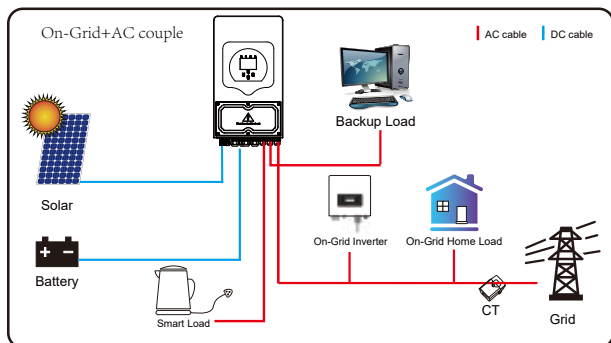 On-Grid+AC couple
AC cable
DC cable
Backup Load
Solar
On-Grid Inverter
On-Grid Home Load
Battery
Smart Load
CT
Grid